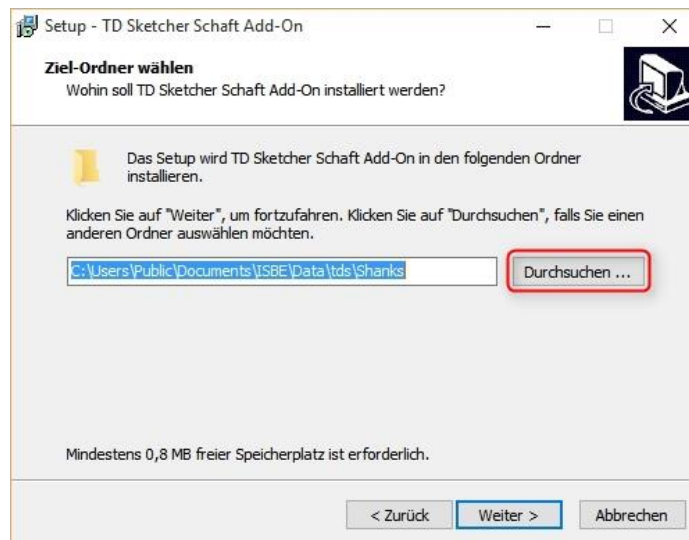 Setup - TD Sketcher Schaft Add-On
Ziel-Ordner wählen
Wohin soll TD Sketcher Schaft Add-On installiert werden?
Das Setup wird TD Sketcher Schaft Add-On in den folgenden Ordner
installieren.
Klicken Sie auf "Weiter", um fortzufahren. Klicken Sie auf "Durchsuchen", falls Sie einen
anderen Ordner auswählen möchten.
C:\Users\Public\Documents\ISBE\Data\tds\Shanks
Durchsuchen ...
Mindestens 0,8 MB freier Speicherplatz ist erforderlich.
< Zurück
Weiter >
Abbrechen